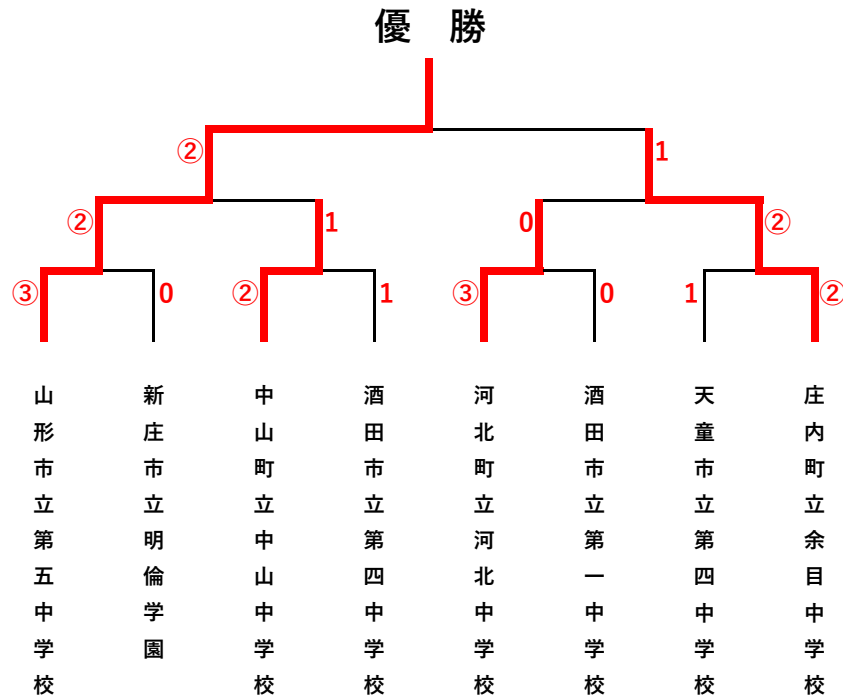 優　勝
② 1
② 1 0 ②
③ 0 ② 1 ③ 0 1 ②
山形市立第五中学校
新庄市立明倫学園
中山町立中山中学校
酒田市立第四中学校
河北町立河北中学校
酒田市立第一中学校
天童市立第四中学校
庄内町立余目中学校